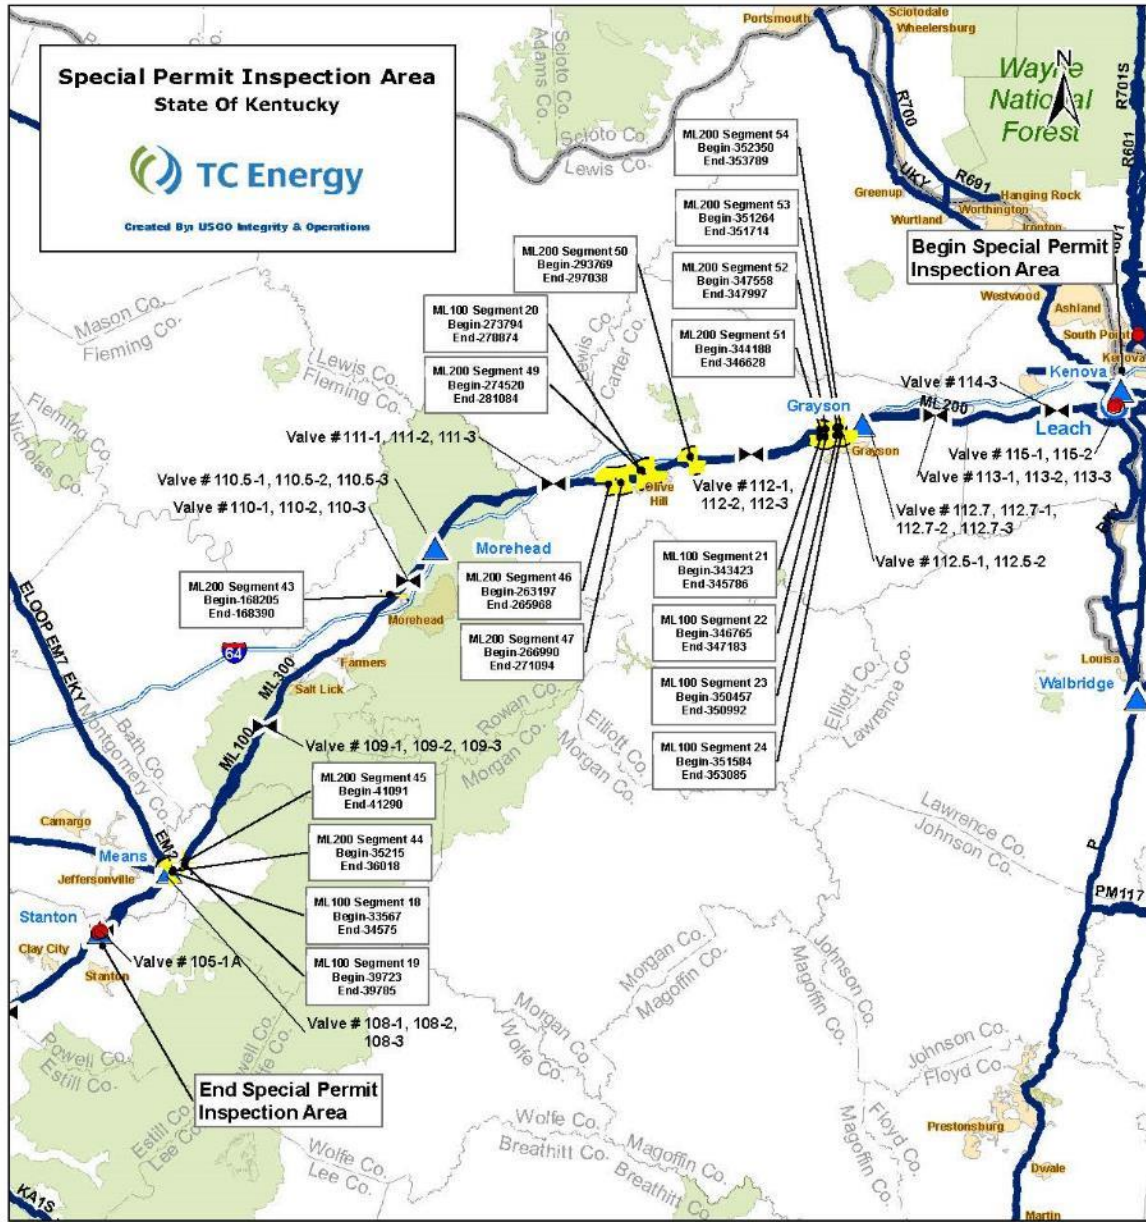 Special Permit Inspection Area
State Of Kentucky
TC Energy
Created By: USGO Integrity & Operations
Portsmouth
Sciotodale
Wheelersburg
N
Wayne
National
Forest
R701S
R601
R700
R691
UKY
Adams Co.
Scioto Co.
Scioto Co.
Lewis Co.
Greenup
Wurtland
Worthington
Hanging Rock
Ironton
Begin Special Permit
Inspection Area
Westwood
Ashland
South Point
Kenova
Kenova
ML200 Segment 54
Begin-352350
End-353789
ML200 Segment 53
Begin-351264
End-351714
ML200 Segment 52
Begin-347558
End-347997
ML200 Segment 51
Begin-344188
End-346628
ML200 Segment 50
Begin-293769
End-297038
ML100 Segment 20
Begin-273794
End-278874
ML200 Segment 49
Begin-274520
End-281084
Mason Co.
Fleming Co.
Lewis Co.
Fleming Co.
Lewis Co.
Carter Co.
Fleming Co.
Nicholas Co.
Valve # 114-3
ML200
Leach
Grayson
Grayson
Valve # 115-1, 115-2
Valve # 113-1, 113-2, 113-3
Valve # 112.7, 112.7-1,
112.7-2, 112.7-3
Valve # 112.5-1, 112.5-2
Valve # 111-1, 111-2, 111-3
Valve # 110.5-1, 110.5-2, 110.5-3
Valve # 110-1, 110-2, 110-3
Olive
Hill
Valve # 112-1,
112-2, 112-3
Morehead
Morehead
ML200 Segment 43
Begin-168205
End-168390
ML200 Segment 46
Begin-263197
End-265968
ML200 Segment 47
Begin-266990
End-271094
ML100 Segment 21
Begin-343423
End-345786
ML100 Segment 22
Begin-346765
End-347183
ML100 Segment 23
Begin-350457
End-350992
ML100 Segment 24
Begin-351584
End-353085
ELOOP EM7 EKY
64
Farmers
Salt Lick
ML300
ML100
Rowan Co.
Morgan Co.
Elliott Co.
Morgan Co.
Elliott Co.
Lawrence Co.
Louisa
Walbridge
Bath Co.
Montgomery Co.
Valve # 109-1, 109-2, 109-3
ML200 Segment 45
Begin-41091
End-41290
ML200 Segment 44
Begin-35215
End-36018
ML100 Segment 18
Begin-33567
End-34575
ML100 Segment 19
Begin-39723
End-39785
Camargo
Means
Jeffersonville
EM2
Stanton
Clay City
Stanton
Valve # 105-1A
Valve # 108-1, 108-2,
108-3
End Special Permit
Inspection Area
Lawrence Co.
Johnson Co.
P
PM117
Morgan Co.
Magoffin Co.
Johnson Co.
Magoffin Co.
Morgan Co.
Wolfe Co.
Johnson Co.
Floyd Co.
Powell Co.
Estill Co.
Estill Co.
Lee Co.
Wolfe Co.
Lee Co.
Wolfe Co.
Breathitt Co.
Magoffin Co.
Breathitt Co.
Floyd Co.
Magoffin Co.
Prestonsburg
Dwale
Martin
KA1S